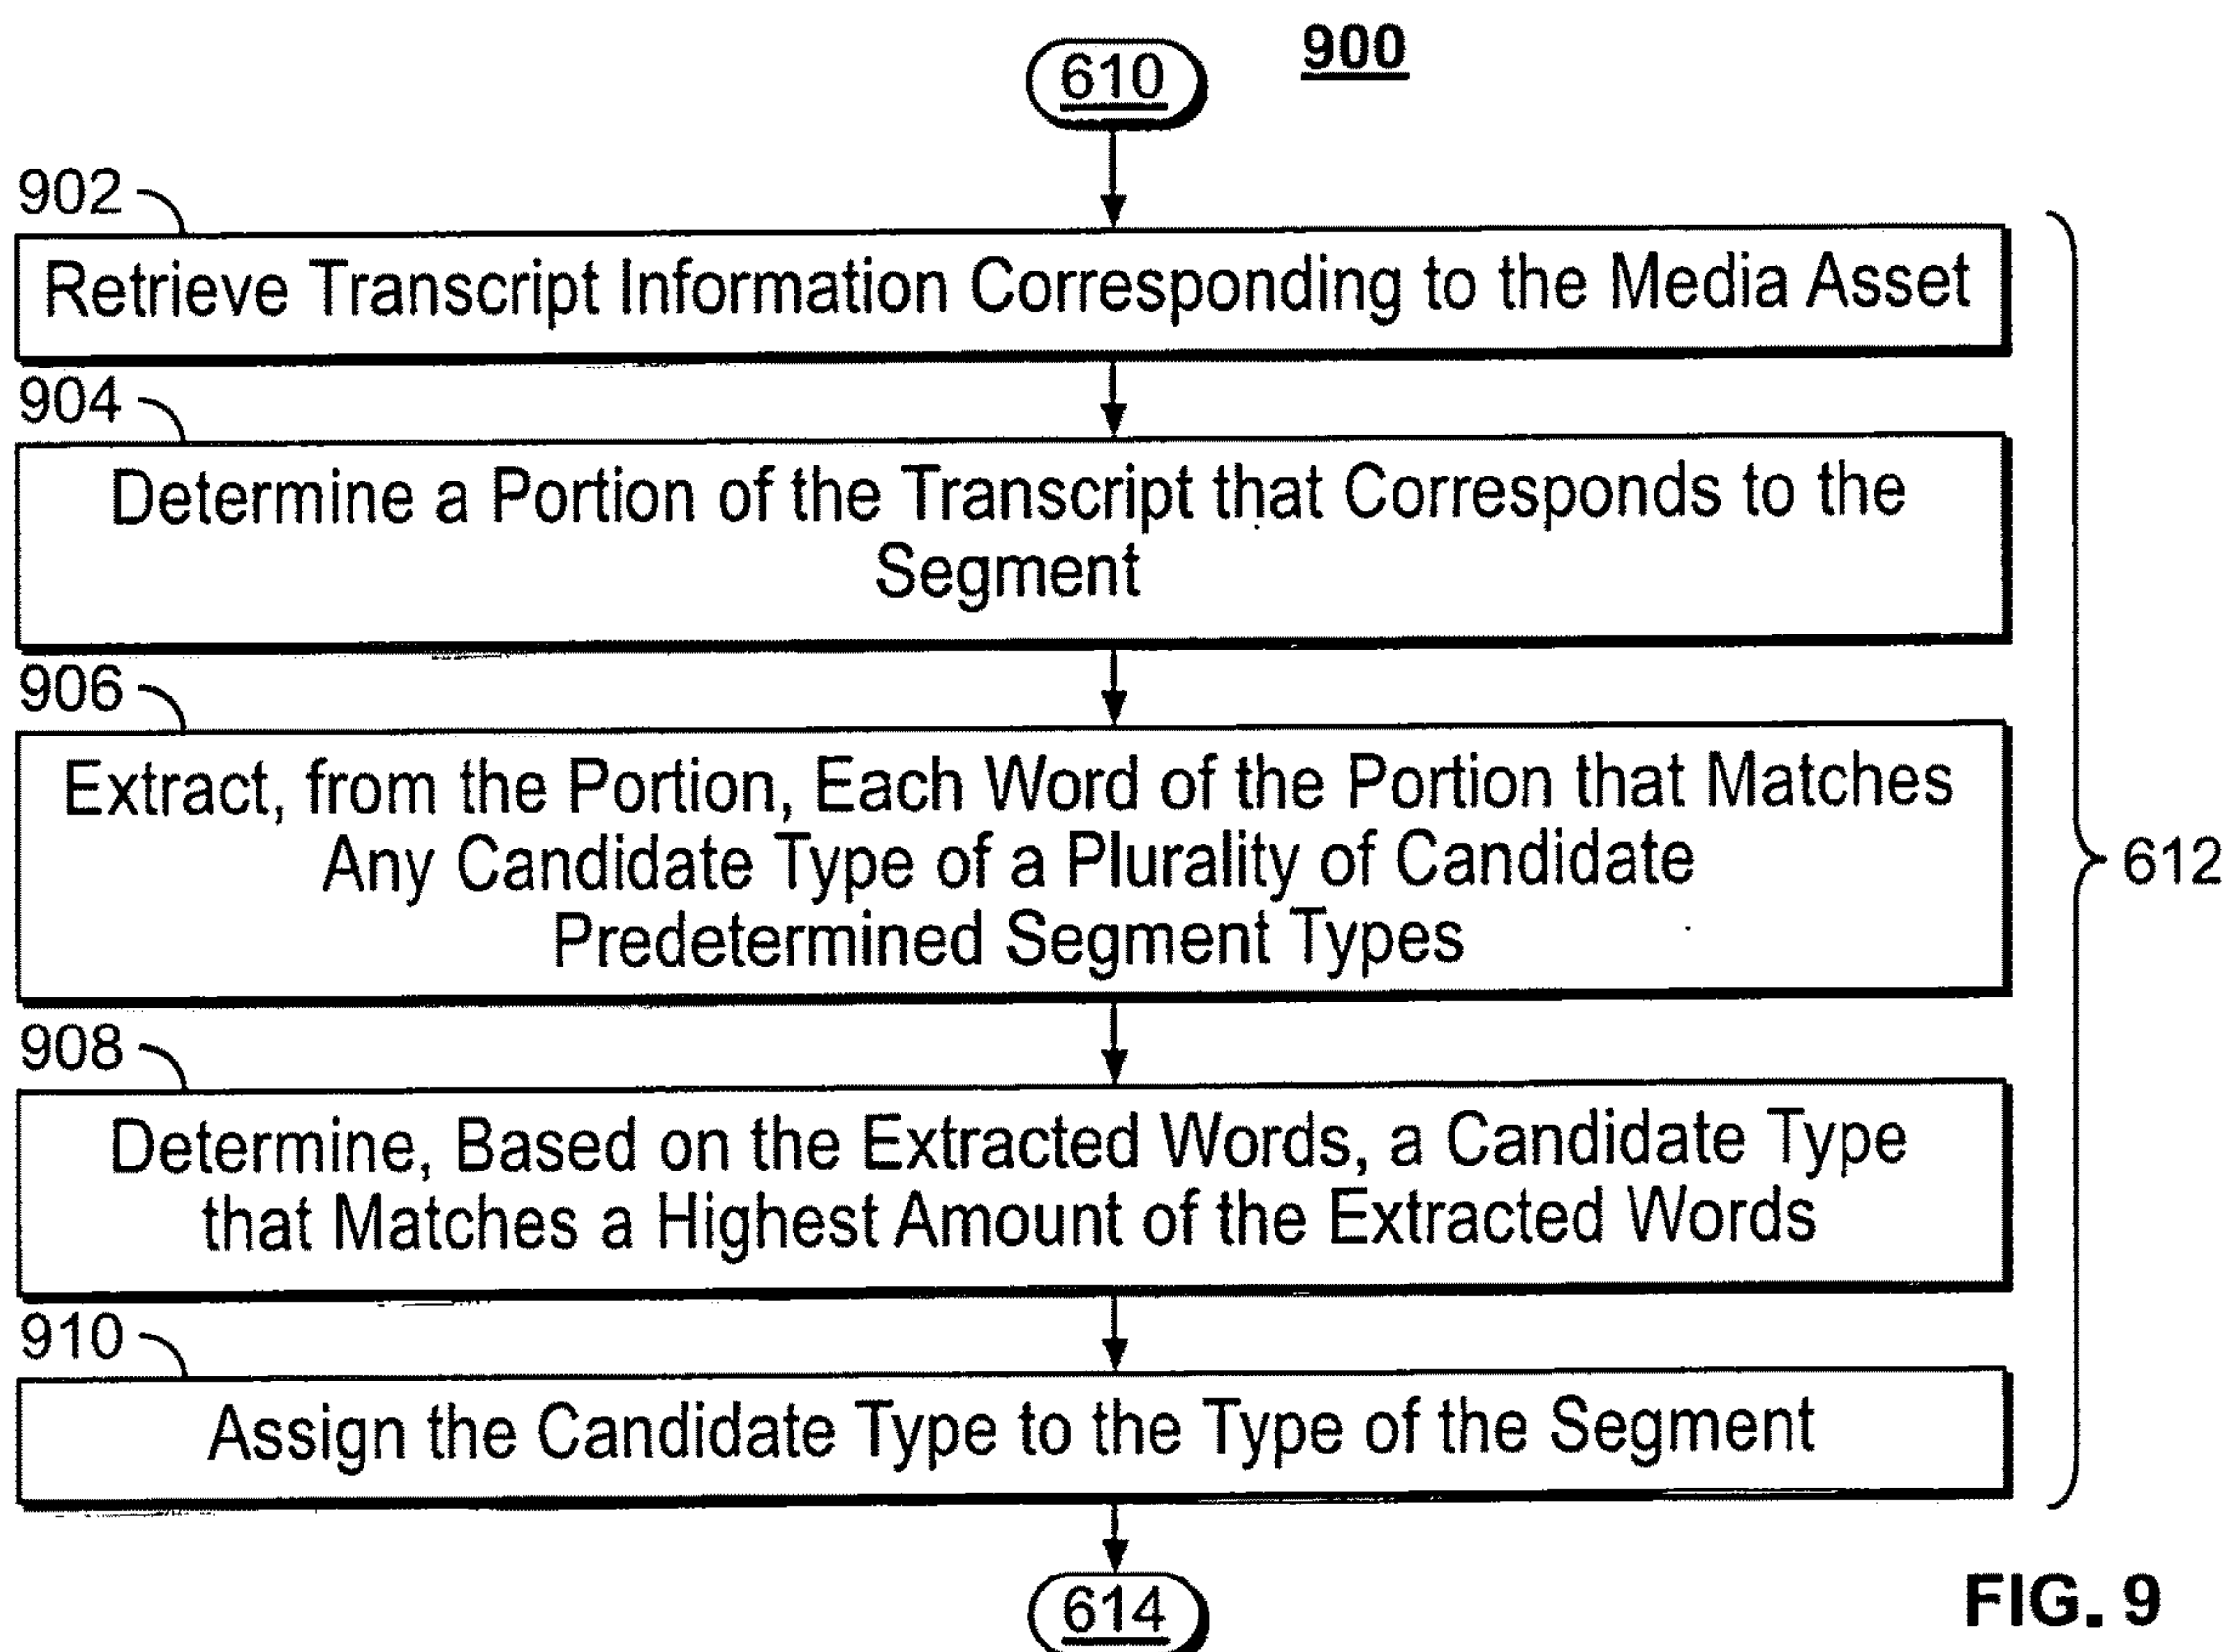 610
900
902
Retrieve Transcript Information Corresponding to the Media Asset
904
Determine a Portion of the Transcript that Corresponds to the
Segment
906
Extract, from the Portion, Each Word of the Portion that Matches
Any Candidate Type of a Plurality of Candidate
Predetermined Segment Types
612
908
Determine, Based on the Extracted Words, a Candidate Type
that Matches a Highest Amount of the Extracted Words
910
Assign the Candidate Type to the Type of the Segment
614
FIG. 9